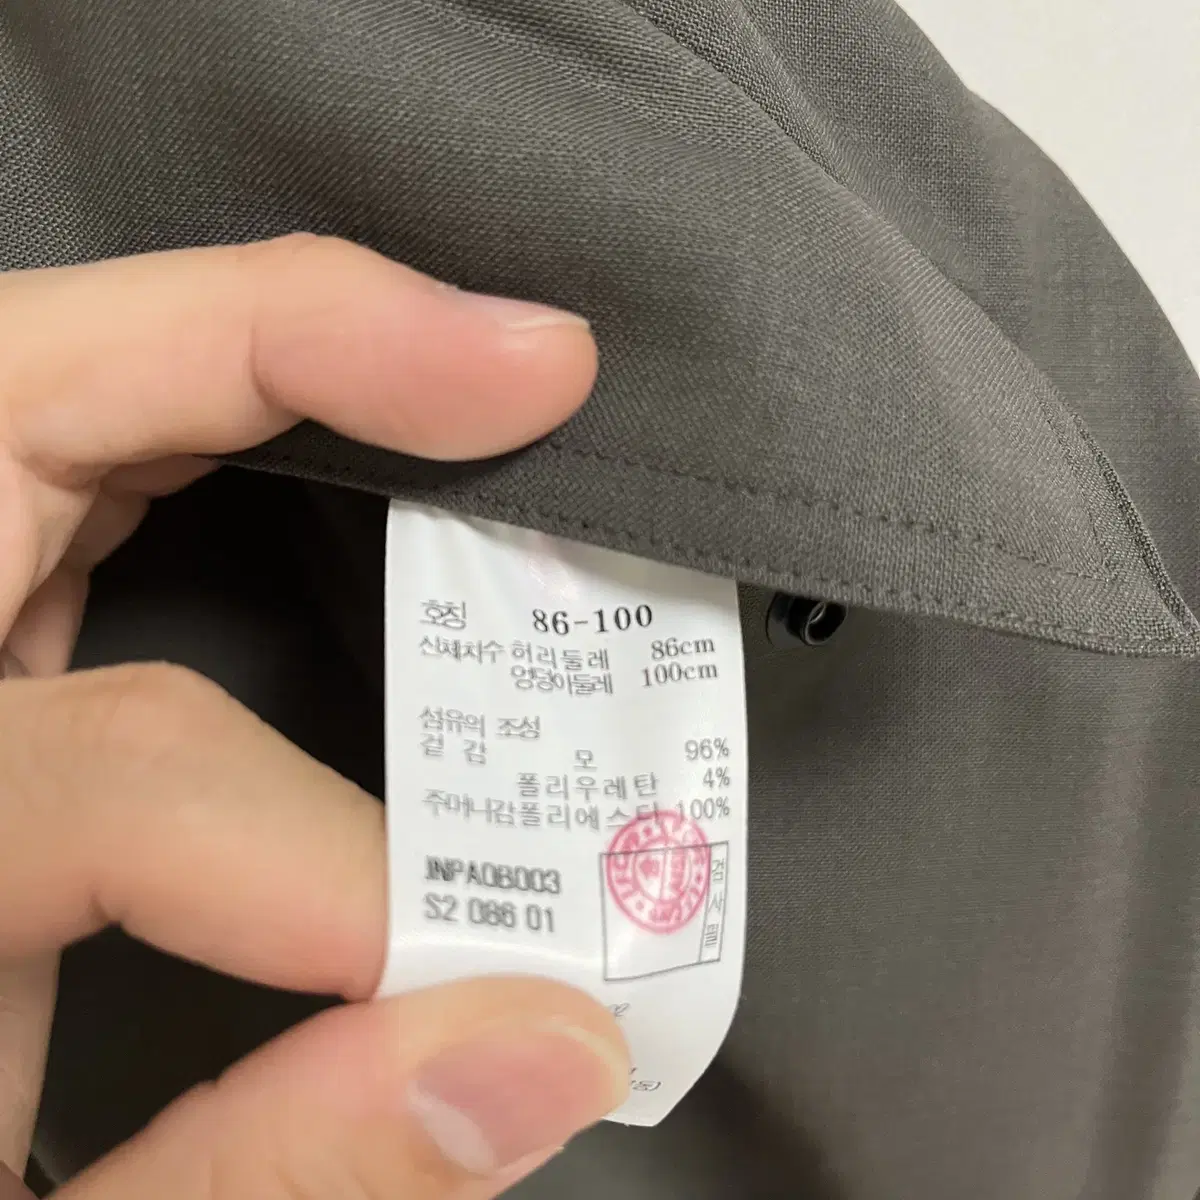 호칭 86-100
신체치수 허리둘레 86cm
엉덩이둘레 100cm
섬유의 조성
겉 감 모 96%
폴리우레탄 4%
주머니감 폴리에스터 100%
JNPA0B003
S2 086 01
검사필